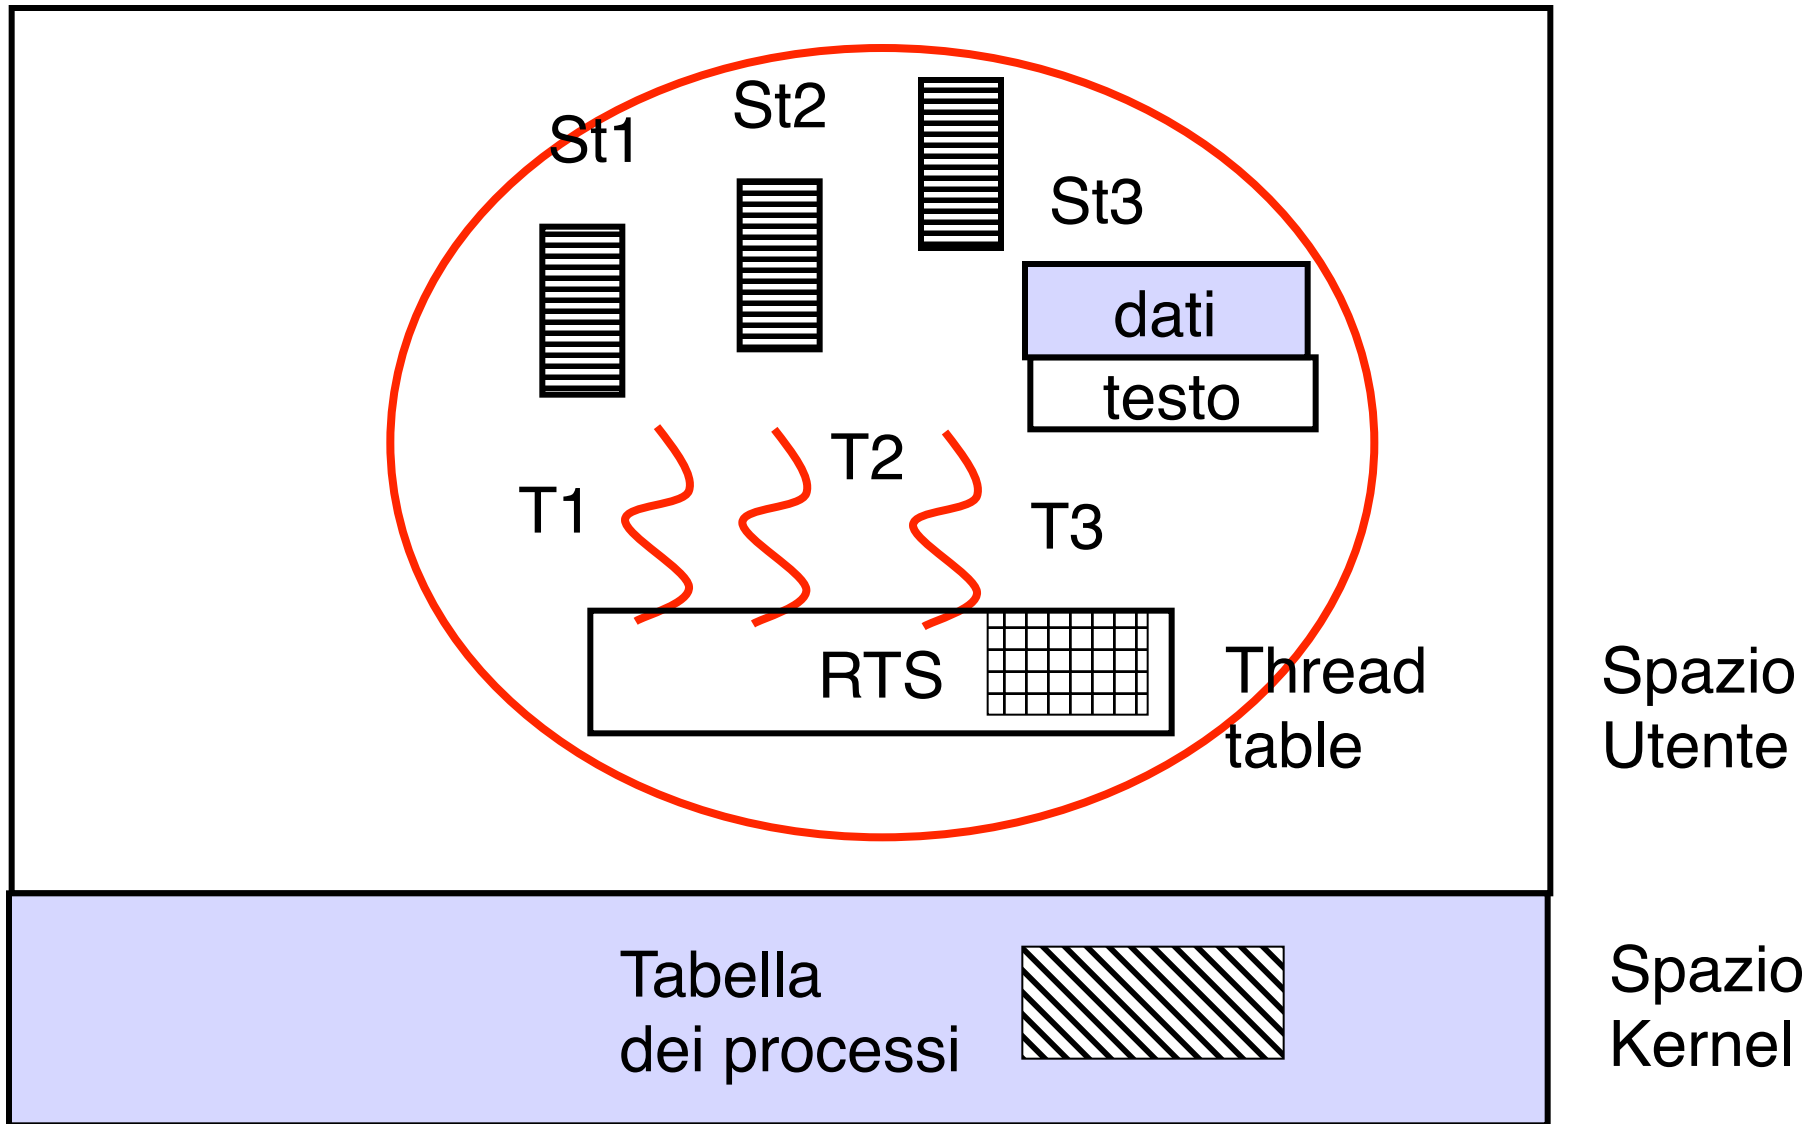 St1
St2
St3
dati
testo
T1
T2
T3
RTS
Thread
table
Spazio
Utente
Tabella
dei processi
Spazio
Kernel